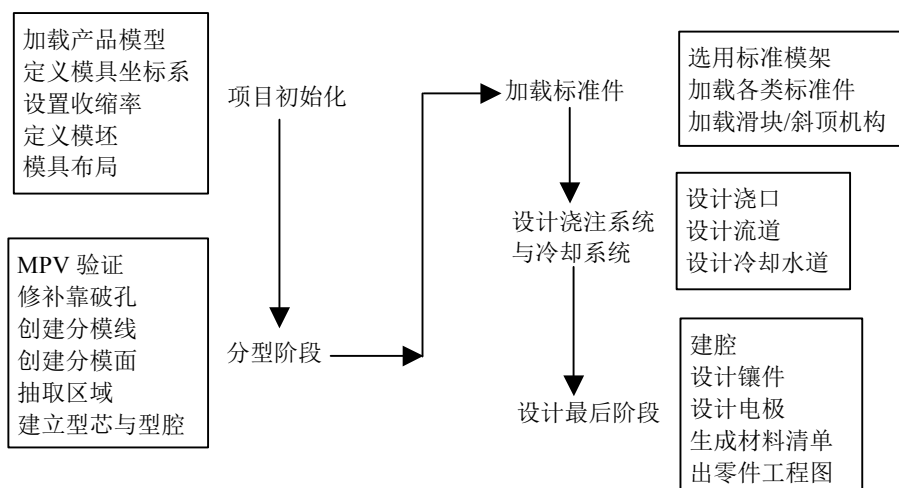 加载产品模型
定义模具坐标系
设置收缩率
定义模坯
模具布局
项目初始化
MPV 验证
修补靠破孔
创建分模线
创建分模面
抽取区域
建立型芯与型腔
分型阶段
加载标准件
选用标准模架
加载各类标准件
加载滑块/斜顶机构
设计浇注系统
与冷却系统
设计浇口
设计流道
设计冷却水道
设计最后阶段
建腔
设计镶件
设计电极
生成材料清单
出零件工程图